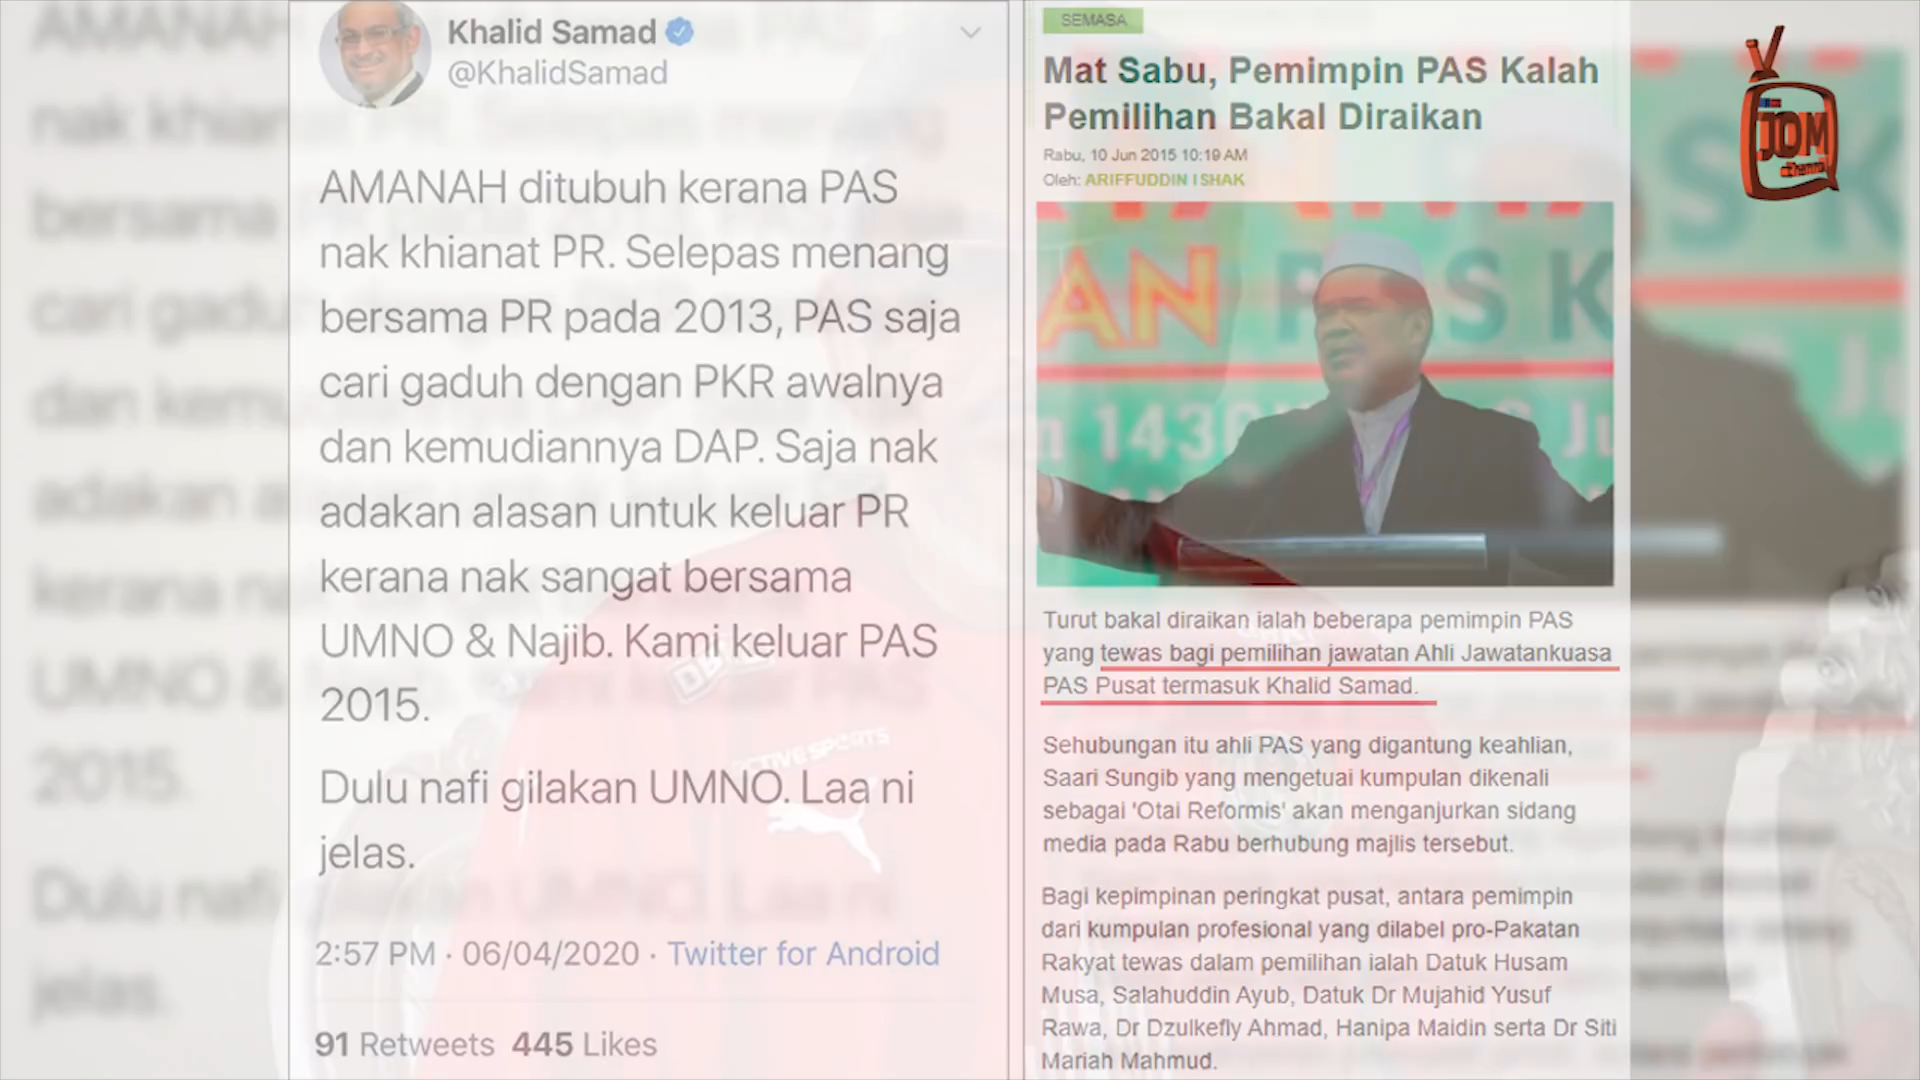 Khalid Samad
@KhalidSamad
AMANAH ditubuh kerana PAS
nak khianat PR. Selepas menang
bersama PR pada 2013, PAS saja
cari gaduh dengan PKR awalnya
dan kemudiannya DAP. Saja nak
adakan alasan untuk keluar PR
kerana nak sangat bersama
UMNO & Najib. Kami keluar PAS
2015.
Dulu nafi gilakan UMNO. Laa ni
jelas.
2:57 PM · 06/04/2020 · Twitter for Android
91 Retweets 445 Likes
SEMASA
Mat Sabu, Pemimpin PAS Kalah
Pemilihan Bakal Diraikan
Rabu, 10 Jun 2015 10:19 AM
Oleh: ARIFFUDDIN ISHAK
AN PAS K
143
Ju
Turut bakal diraikan ialah beberapa pemimpin PAS
yang tewas bagi pemilihan jawatan Ahli Jawatankuasa
PAS Pusat termasuk Khalid Samad.
Sehubungan itu ahli PAS yang digantung keahlian,
Saari Sungib yang mengetuai kumpulan dikenali
sebagai 'Otai Reformis' akan menganjurkan sidang
media pada Rabu berhubung majlis tersebut.
Bagi kepimpinan peringkat pusat, antara pemimpin
dari kumpulan profesional yang dilabel pro-Pakatan
Rakyat tewas dalam pemilihan ialah Datuk Husam
Musa, Salahuddin Ayub, Datuk Dr Mujahid Yusuf
Rawa, Dr Dzulkefly Ahmad, Hanipa Maidin serta Dr Siti
Mariah Mahmud.
JOM
Channel
ACTIVE SPORTS